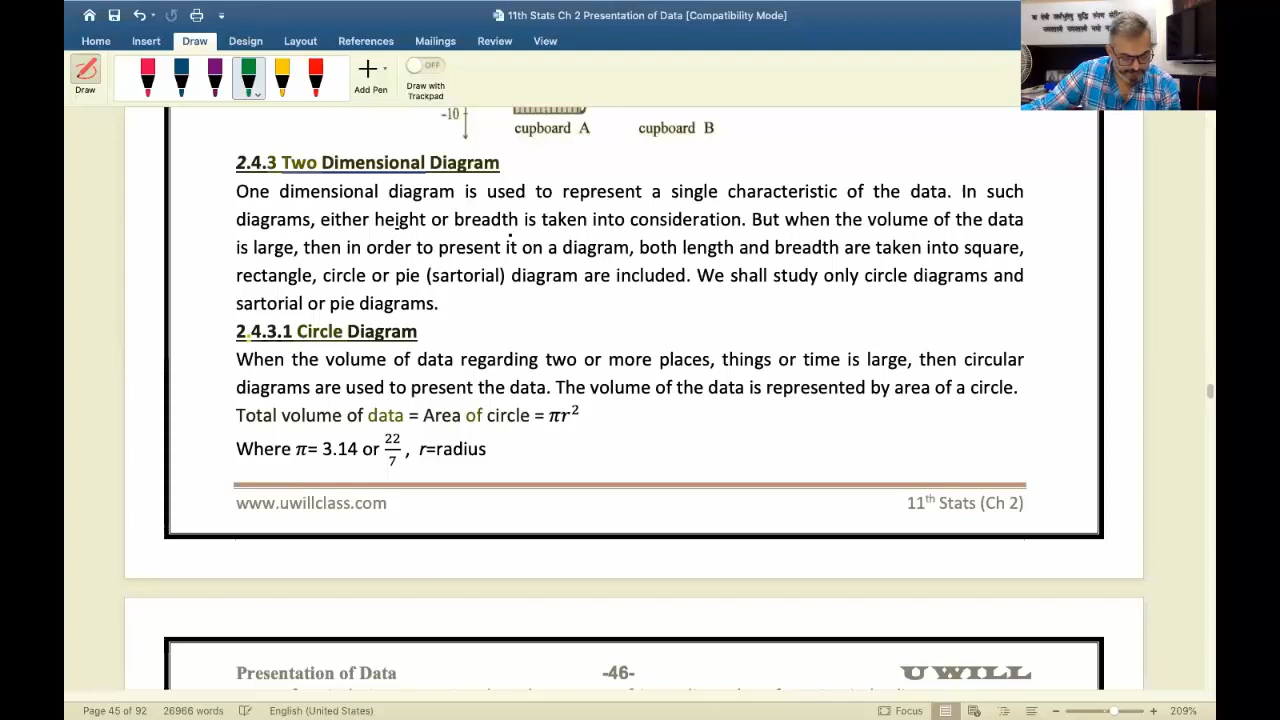 11th Stats Ch 2 Presentation of Data [Compatibility Mode]
Home Insert Draw Design Layout References Mailings Review View
OFF
Draw Add Pen Draw with Trackpad
-10
cupboard A cupboard B
2.4.3 Two Dimensional Diagram
One dimensional diagram is used to represent a single characteristic of the data. In such
diagrams, either height or breadth is taken into consideration. But when the volume of the data
is large, then in order to present it on a diagram, both length and breadth are taken into square,
rectangle, circle or pie (sartorial) diagram are included. We shall study only circle diagrams and
sartorial or pie diagrams.
2.4.3.1 Circle Diagram
When the volume of data regarding two or more places, things or time is large, then circular
diagrams are used to present the data. The volume of the data is represented by area of a circle.
Total volume of data = Area of circle = πr²
Where π= 3.14 or 22/7 , r=radius
www.uwillclass.com 11th Stats (Ch 2)
Presentation of Data -46- UWILL
Page 45 of 92 26966 words English (United States) Focus 209%